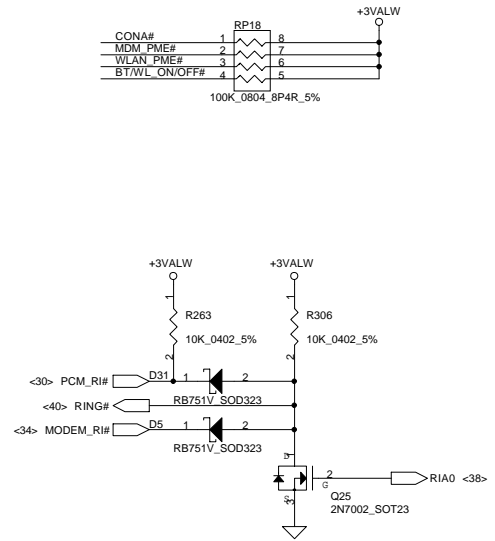 +3VALW
RP18
CONA# 1 8
MDM_PME# 2 7
WLAN_PME# 3 6
BT/WL_ON/OFF# 4 5
100K_0804_8P4R_5%
+3VALW +3VALW
1 1
R263 R306
10K_0402_5% 10K_0402_5%
2 2
<30> PCM_RI# D31 1 2
RB751V_SOD323
<40> RING#
<34> MODEM_RI# D5 1 2
RB751V_SOD323
D 1
2 G RIA0 <38>
S 3
Q25
2N7002_SOT23